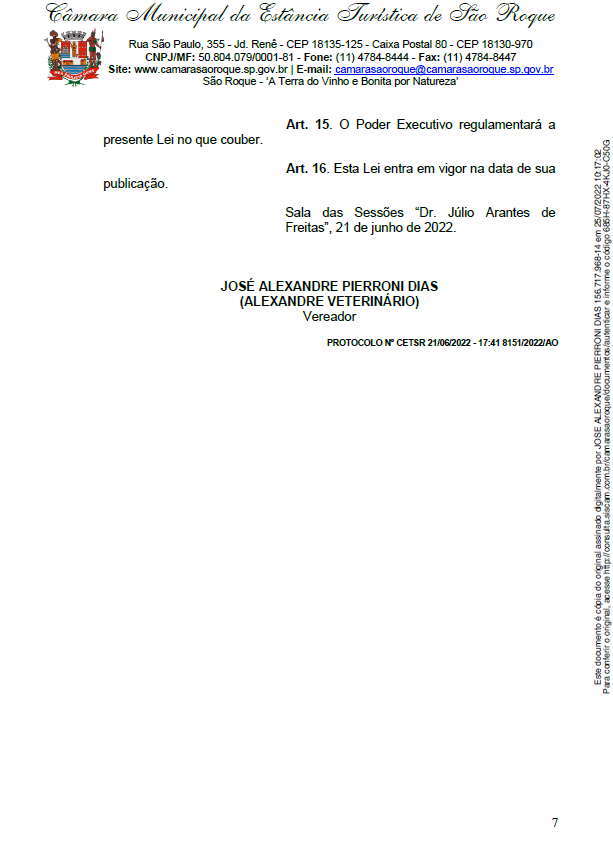 Câmara Municipal da Estância Turística de São Roque
Rua São Paulo, 355 - Jd. Renê - CEP 18135-125 - Caixa Postal 80 - CEP 18130-970
CNPJ/MF: 50.804.079/0001-81 - Fone: (11) 4784-8444 - Fax: (11) 4784-8447
Site: www.camarasaoroque.sp.gov.br | E-mail: camarasaoroque@camarasaoroque.sp.gov.br
São Roque - ‘A Terra do Vinho e Bonita por Natureza’
Art. 15. O Poder Executivo regulamentará a
presente Lei no que couber.
Art. 16. Esta Lei entra em vigor na data de sua
publicação.
Sala das Sessões “Dr. Júlio Arantes de
Freitas”, 21 de junho de 2022.
JOSÉ ALEXANDRE PIERRONI DIAS
(ALEXANDRE VETERINÁRIO)
Vereador
PROTOCOLO Nº CETSR 21/06/2022 - 17:41 8151/2022/AO
Este documento é cópia do original assinado digitalmente por JOSE ALEXANDRE PIERRONI DIAS 156.717.968-14 em 25/07/2022 10:17:02
Para conferir o original, acesse http://consulta.siscam.com.br/camarasaoroque/documentos/autenticar e informe o código 685H-87HX-4KJ0-C50G
7